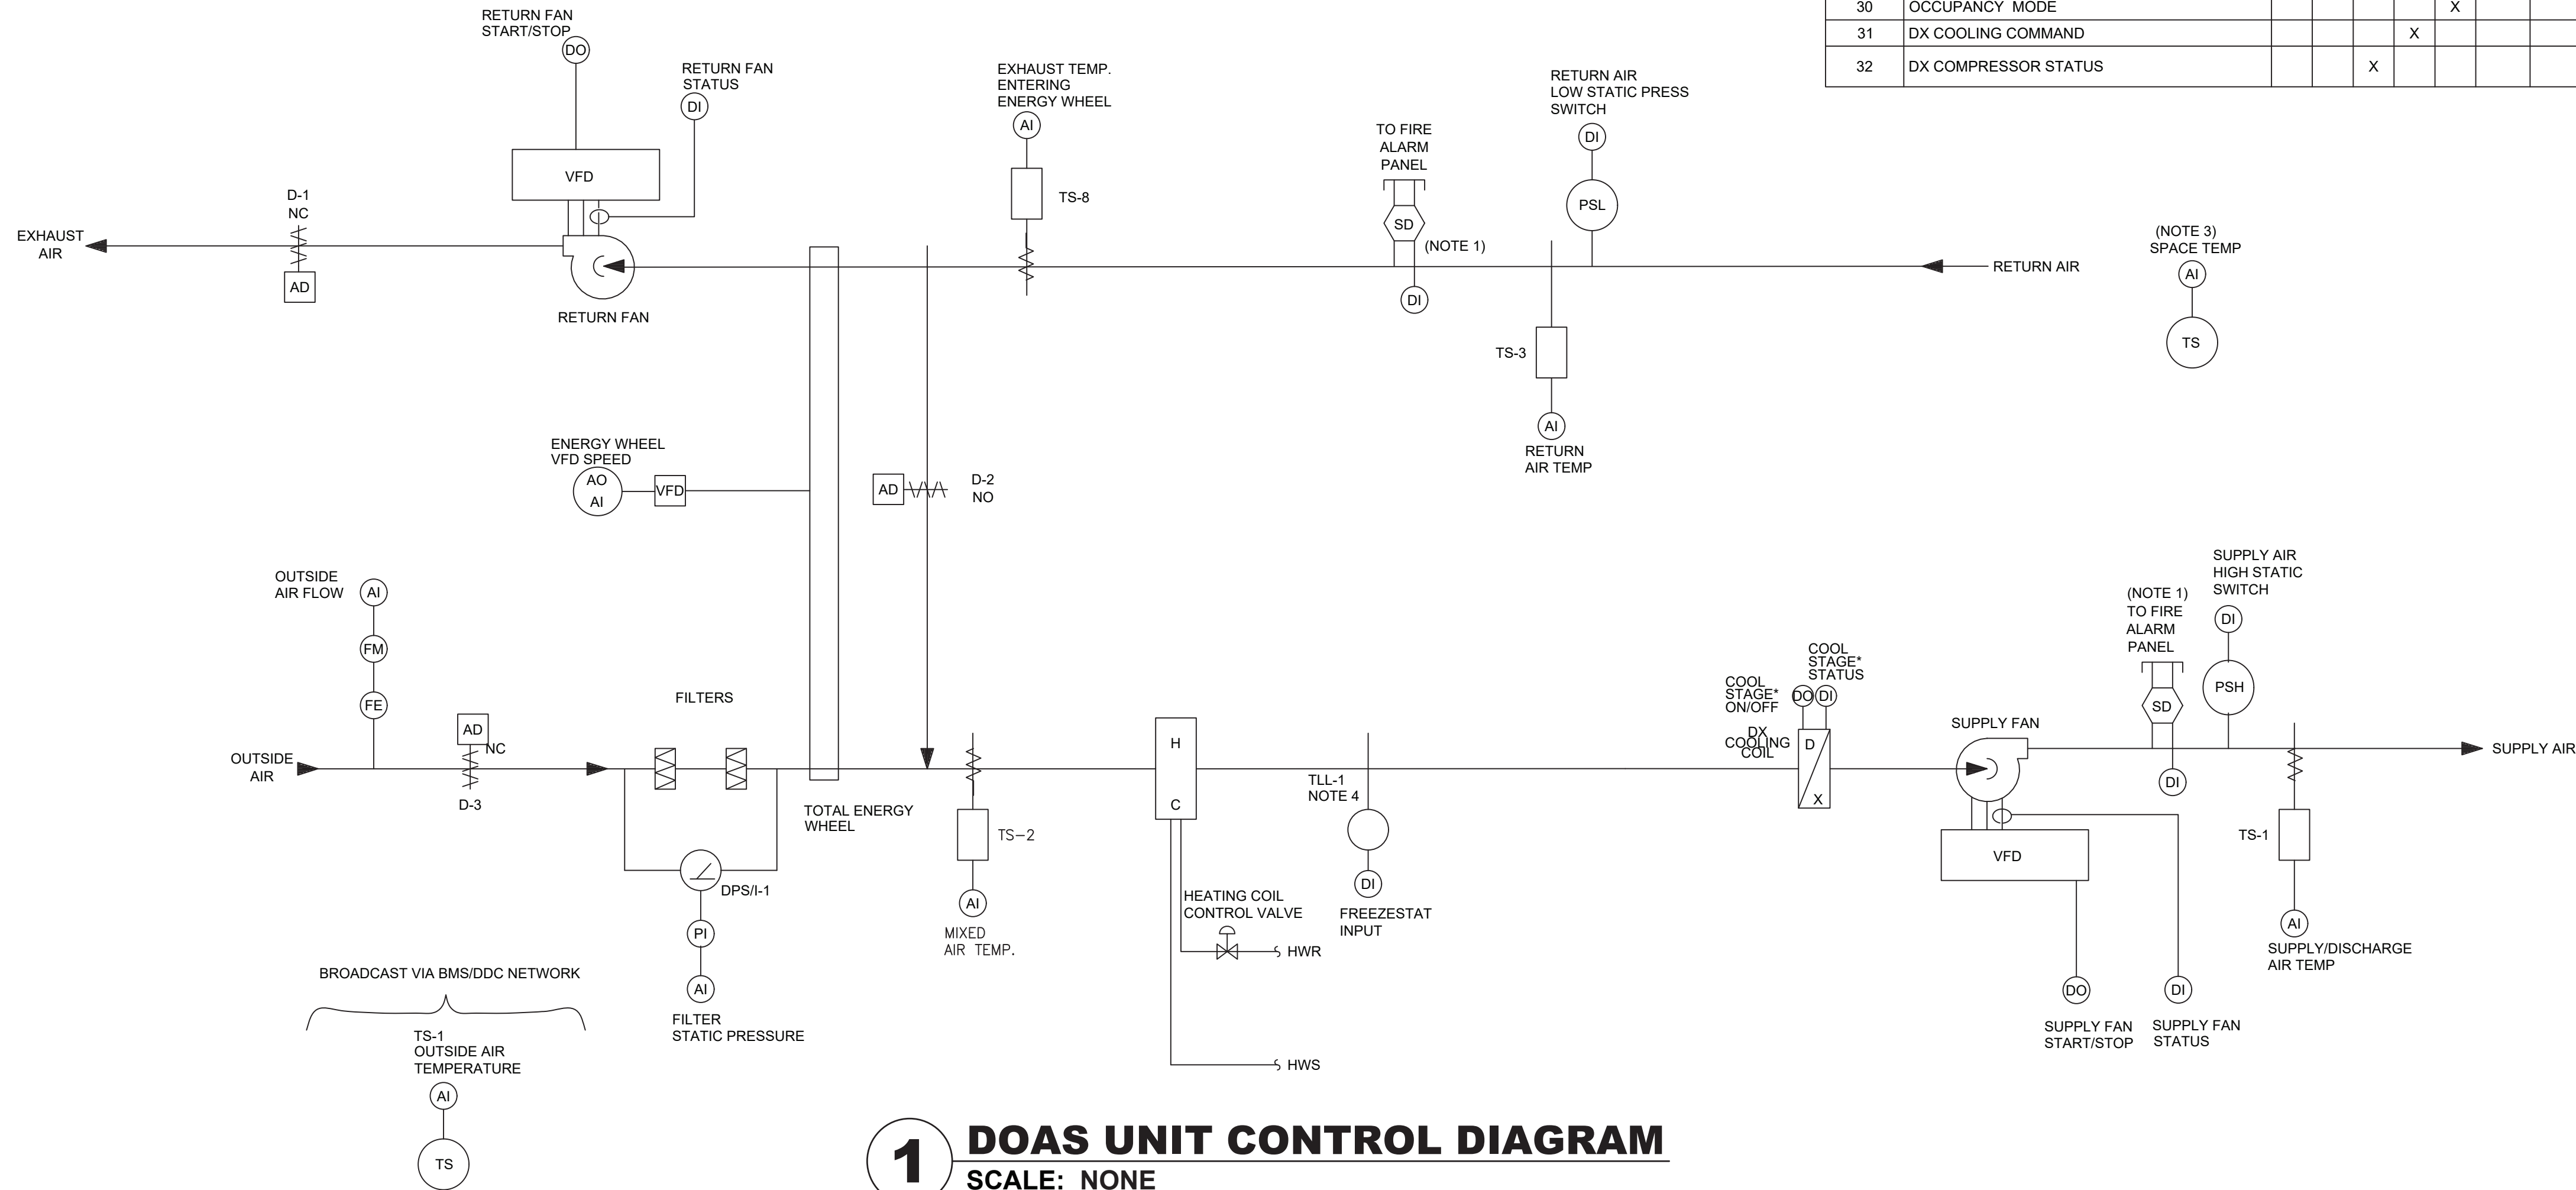 30 OCCUPANCY MODE X
31 DX COOLING COMMAND X
32 DX COMPRESSOR STATUS X
RETURN FAN
START/STOP
DO
RETURN FAN
STATUS
DI
VFD
D-1
NC
EXHAUST
AIR
AD
RETURN FAN
EXHAUST TEMP.
ENTERING
ENERGY WHEEL
AI
TS-8
TO FIRE
ALARM
PANEL
SD
(NOTE 1)
DI
RETURN AIR
LOW STATIC PRESS
SWITCH
DI
PSL
RETURN AIR
TS-3
AI
RETURN
AIR TEMP
(NOTE 3)
SPACE TEMP
AI
TS
ENERGY WHEEL
VFD SPEED
AO
AI
VFD
AD
D-2
NO
OUTSIDE
AIR FLOW
AI
FM
FE
OUTSIDE
AIR
AD
NC
D-3
FILTERS
DPS/I-1
PI
AI
FILTER
STATIC PRESSURE
TOTAL ENERGY
WHEEL
TS-2
AI
MIXED
AIR TEMP.
H
C
HEATING COIL
CONTROL VALVE
HWR
HWS
TLL-1
NOTE 4
DI
FREEZESTAT
INPUT
COOL
STAGE*
STATUS
COOL
STAGE*
ON/OFF
DO
DI
DX
COOLING
COIL
D
X
SUPPLY FAN
VFD
DO
SUPPLY FAN
START/STOP
DI
SUPPLY FAN
STATUS
(NOTE 1)
TO FIRE
ALARM
PANEL
SD
DI
SUPPLY AIR
HIGH STATIC
SWITCH
DI
PSH
SUPPLY AIR
TS-1
AI
SUPPLY/DISCHARGE
AIR TEMP
BROADCAST VIA BMS/DDC NETWORK
TS-1
OUTSIDE AIR
TEMPERATURE
AI
TS
1
DOAS UNIT CONTROL DIAGRAM
SCALE: NONE